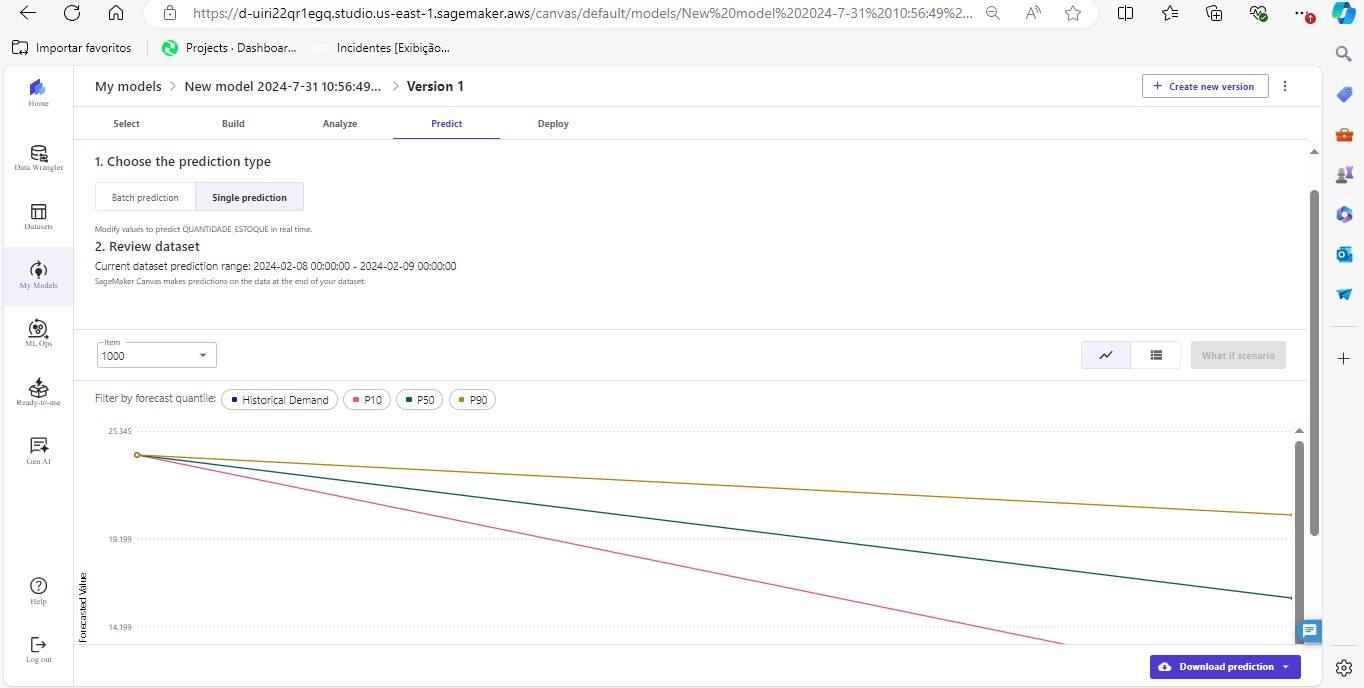 https://d-uiri22qr1egq.studio.us-east-1.sagemaker.aws/canvas/default/models/New%20model%202024-7-31%2010:56:49%2...
Importar favoritos
Projects · Dashboar...
Incidentes [Exibição...
My models > New model 2024-7-31 10:56:49... > Version 1
+ Create new version
Home
Data Wrangler
Datasets
My Models
ML Ops
Ready-to-use
Gen AI
Help
Log out
Select Build Analyze Predict Deploy
1. Choose the prediction type
Batch prediction Single prediction
Modify values to predict QUANTIDADE_ESTOQUE in real time.
2. Review dataset
Current dataset prediction range: 2024-02-08 00:00:00 - 2024-02-09 00:00:00
SageMaker Canvas makes predictions on the data at the end of your dataset.
Item
1000
What if scenario
Filter by forecast quantile: Historical Demand P10 P50 P90
25.345
19.199
14.199
Forecasted Value
Download prediction